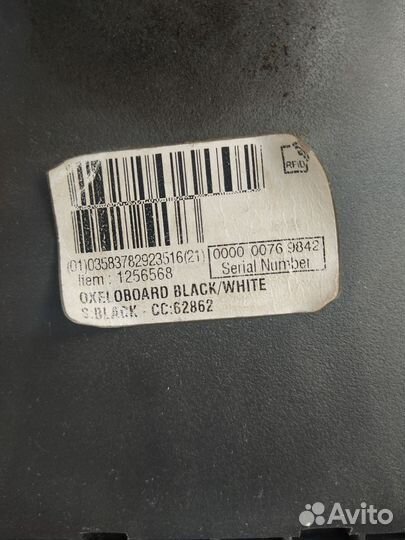 RFID
(01)03583782923516(21)
0000 0076 9842
Serial Number
Item : 1256568
OXELOBOARD BLACK/WHITE
S.BLACK - CC:62862
Avito